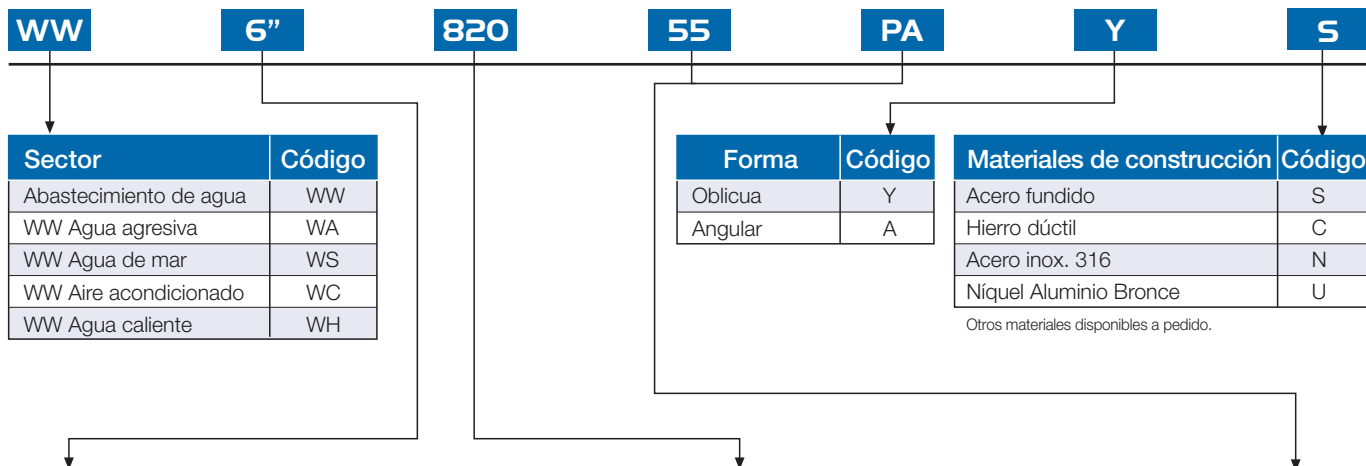 WW 6” 820 55 PA Y S
Sector Código
Abastecimiento de agua WW
WW Agua agresiva WA
WW Agua de mar WS
WW Aire acondicionado WC
WW Agua caliente WH
Forma Código
Oblicua Y
Angular A
Materiales de construcción Código
Acero fundido S
Hierro dúctil C
Acero inox. 316 N
Níquel Aluminio Bronce U
Otros materiales disponibles a pedido.